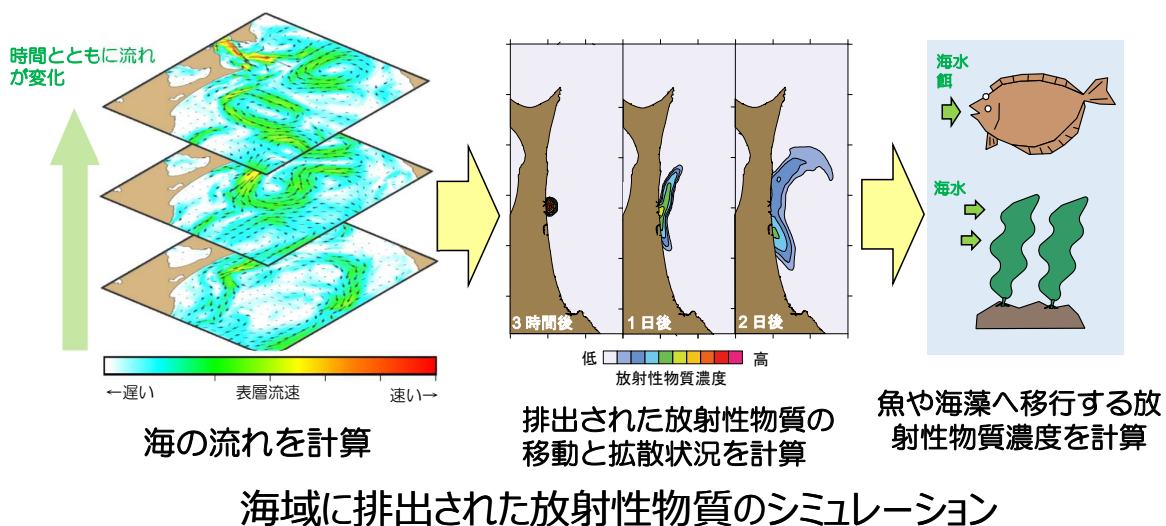 時間とともに流れ
が変化
←遅い 表層流速 速い→
海の流れを計算
3時間後 1日後 2日後
低 高
放射性物質濃度
排出された放射性物質の
移動と拡散状況を計算
海水
餌
海水
魚や海藻へ移行する放
射性物質濃度を計算
海域に排出された放射性物質のシミュレーション